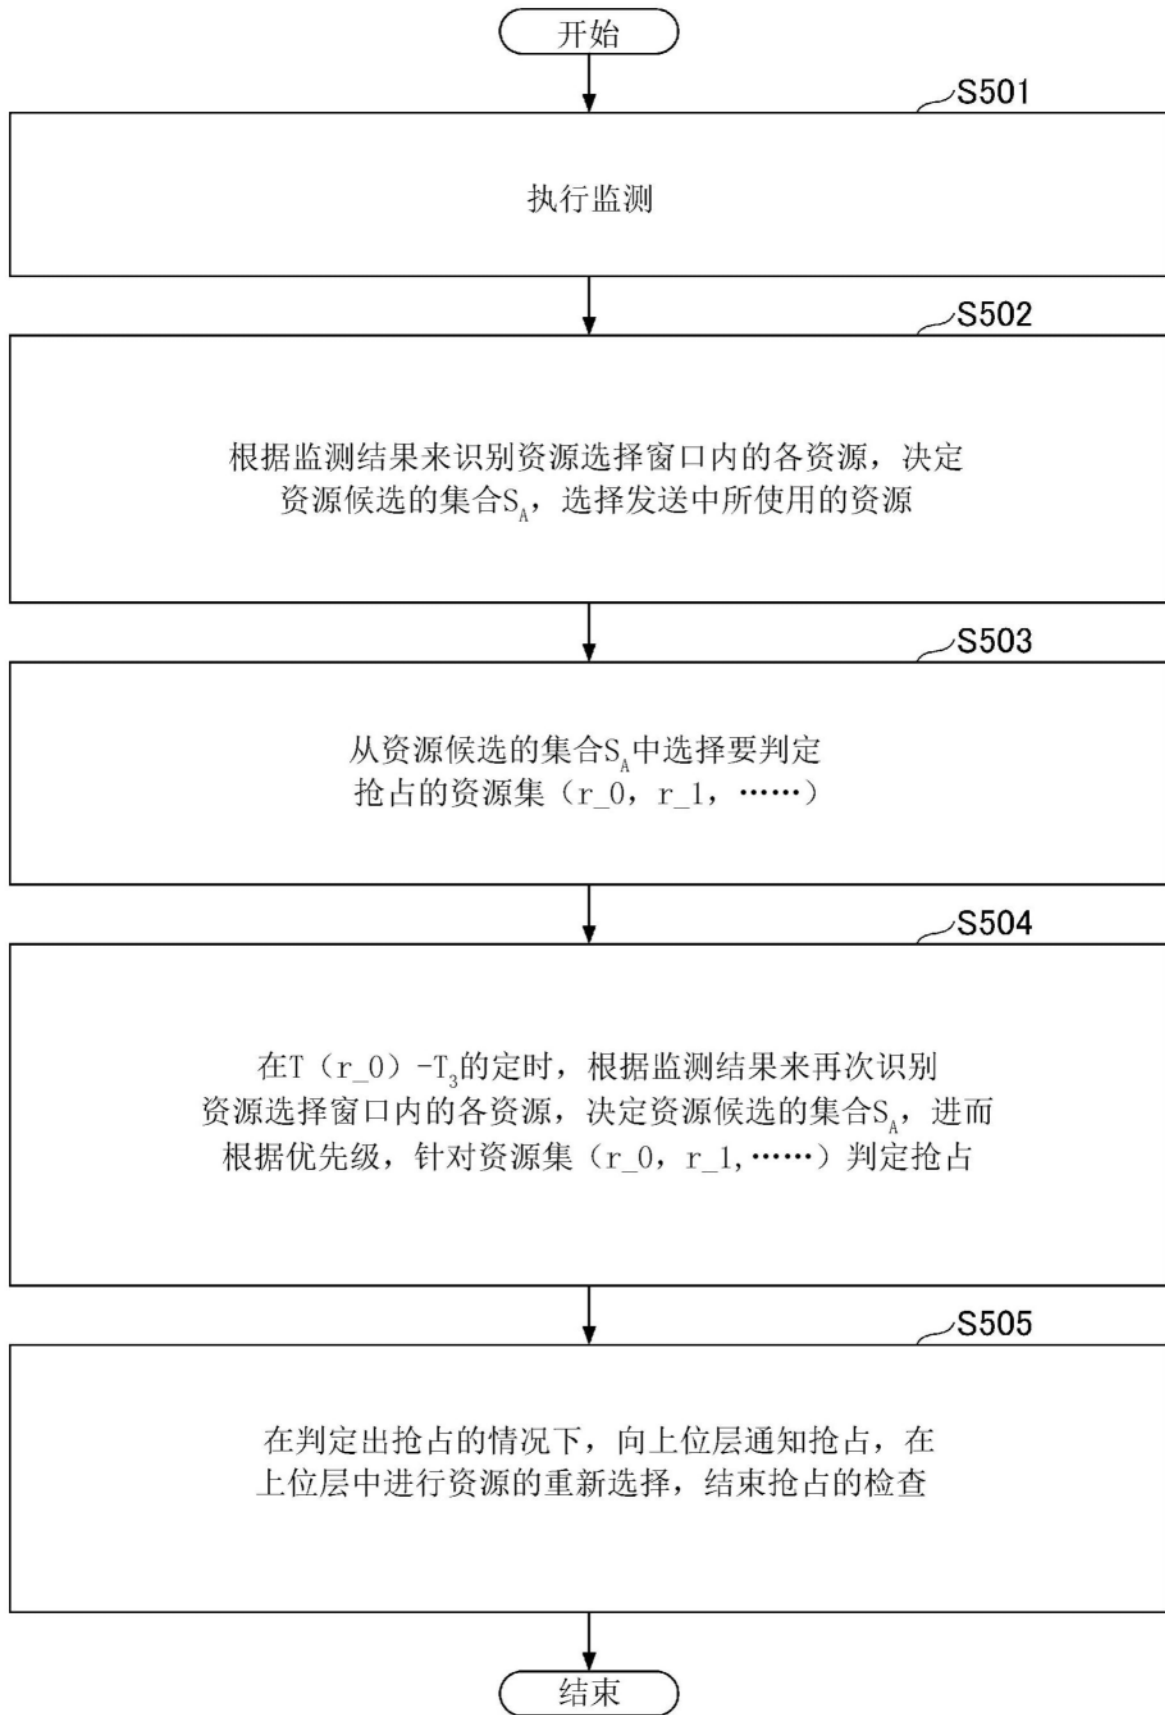 开始
S501
执行监测
S502
根据监测结果来识别资源选择窗口内的各资源，决定
资源候选的集合S_A，选择发送中所使用的资源
S503
从资源候选的集合S_A中选择要判定
抢占的资源集（r_0，r_1，……）
S504
在T（r_0）-T_3的定时，根据监测结果来再次识别
资源选择窗口内的各资源，决定资源候选的集合S_A，进而
根据优先级，针对资源集（r_0，r_1,……）判定抢占
S505
在判定出抢占的情况下，向上位层通知抢占，在
上位层中进行资源的重新选择，结束抢占的检查
结束